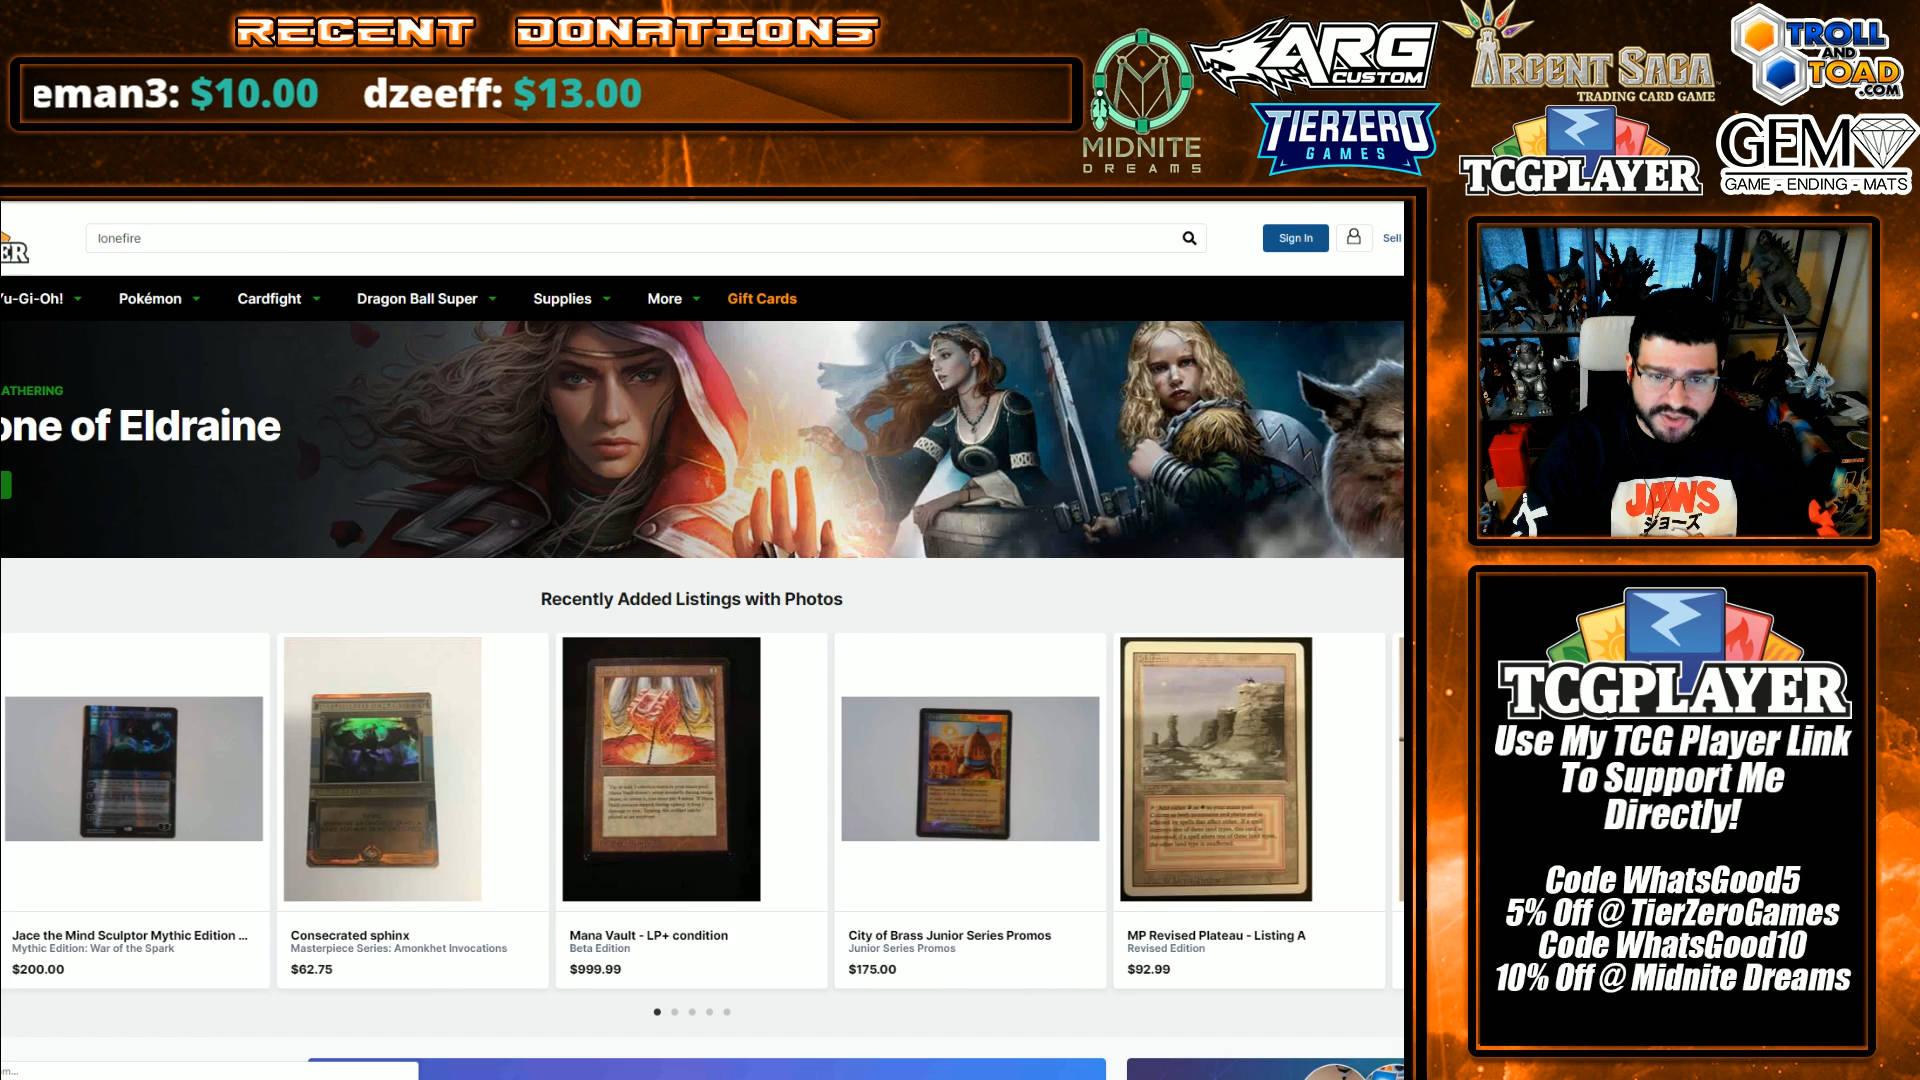 RECENT DONATIONS
eman3: $10.00 dzeeff: $13.00
MIDNITE
DREAMS
ARG
CUSTOM
TIERZERO
GAMES
ARGENT SAGA
TRADING CARD GAME
TROLL
AND
TOAD
.COM
TCGPLAYER
GEM
GAME - ENDING - MATS
ER
lonefire
Sign In
Sell
Yu-Gi-Oh!
Pokémon
Cardfight
Dragon Ball Super
Supplies
More
Gift Cards
ATHERING
one of Eldraine
Recently Added Listings with Photos
Jace the Mind Sculptor Mythic Edition ...
Mythic Edition: War of the Spark
$200.00
Consecrated sphinx
Masterpiece Series: Amonkhet Invocations
$62.75
Mana Vault - LP+ condition
Beta Edition
$999.99
City of Brass Junior Series Promos
Junior Series Promos
$175.00
MP Revised Plateau - Listing A
Revised Edition
$92.99
om...
JAWS
ジョーズ
TCGPLAYER
Use My TCG Player Link
To Support Me
Directly!
Code WhatsGood5
5% Off @ TierZeroGames
Code WhatsGood10
10% Off @ Midnite Dreams